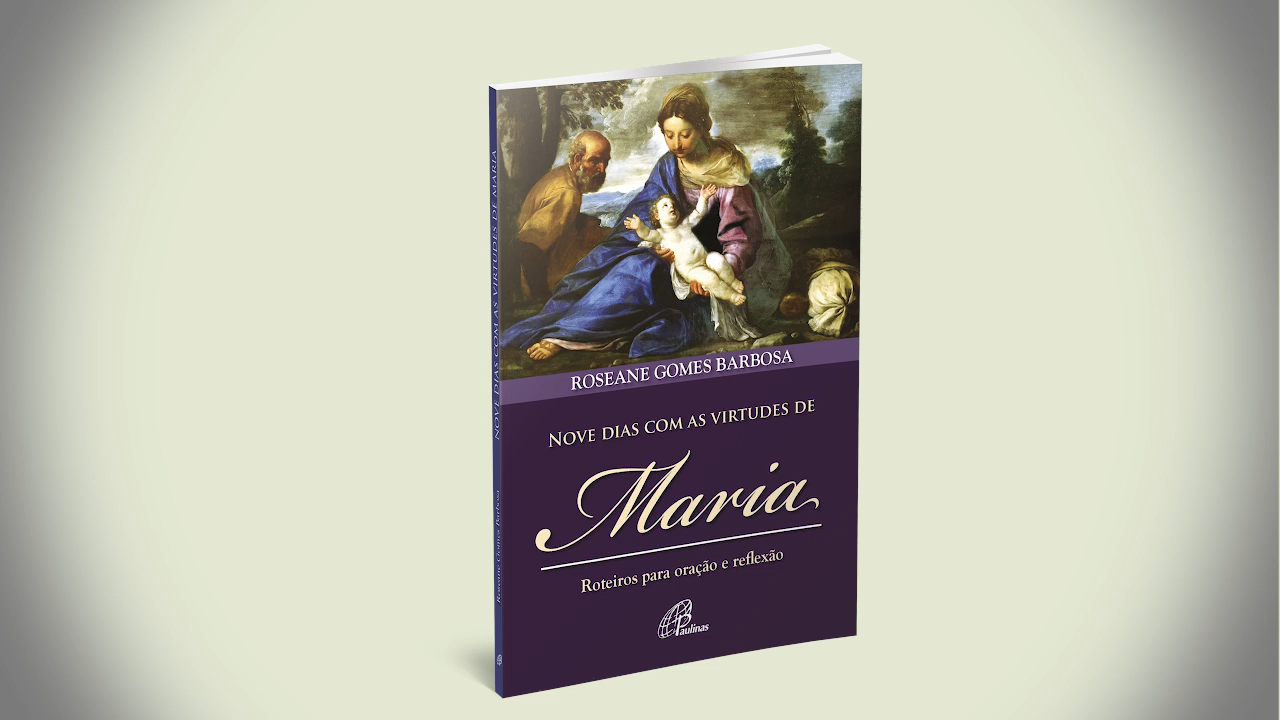 ROSEANE GOMES BARBOSA
NOVE DIAS COM AS VIRTUDES DE
Maria
Roteiros para oração e reflexão
Paulinas
NOVE DIAS COM AS VIRTUDES DE MARIA
Roseane Gomes Barbosa